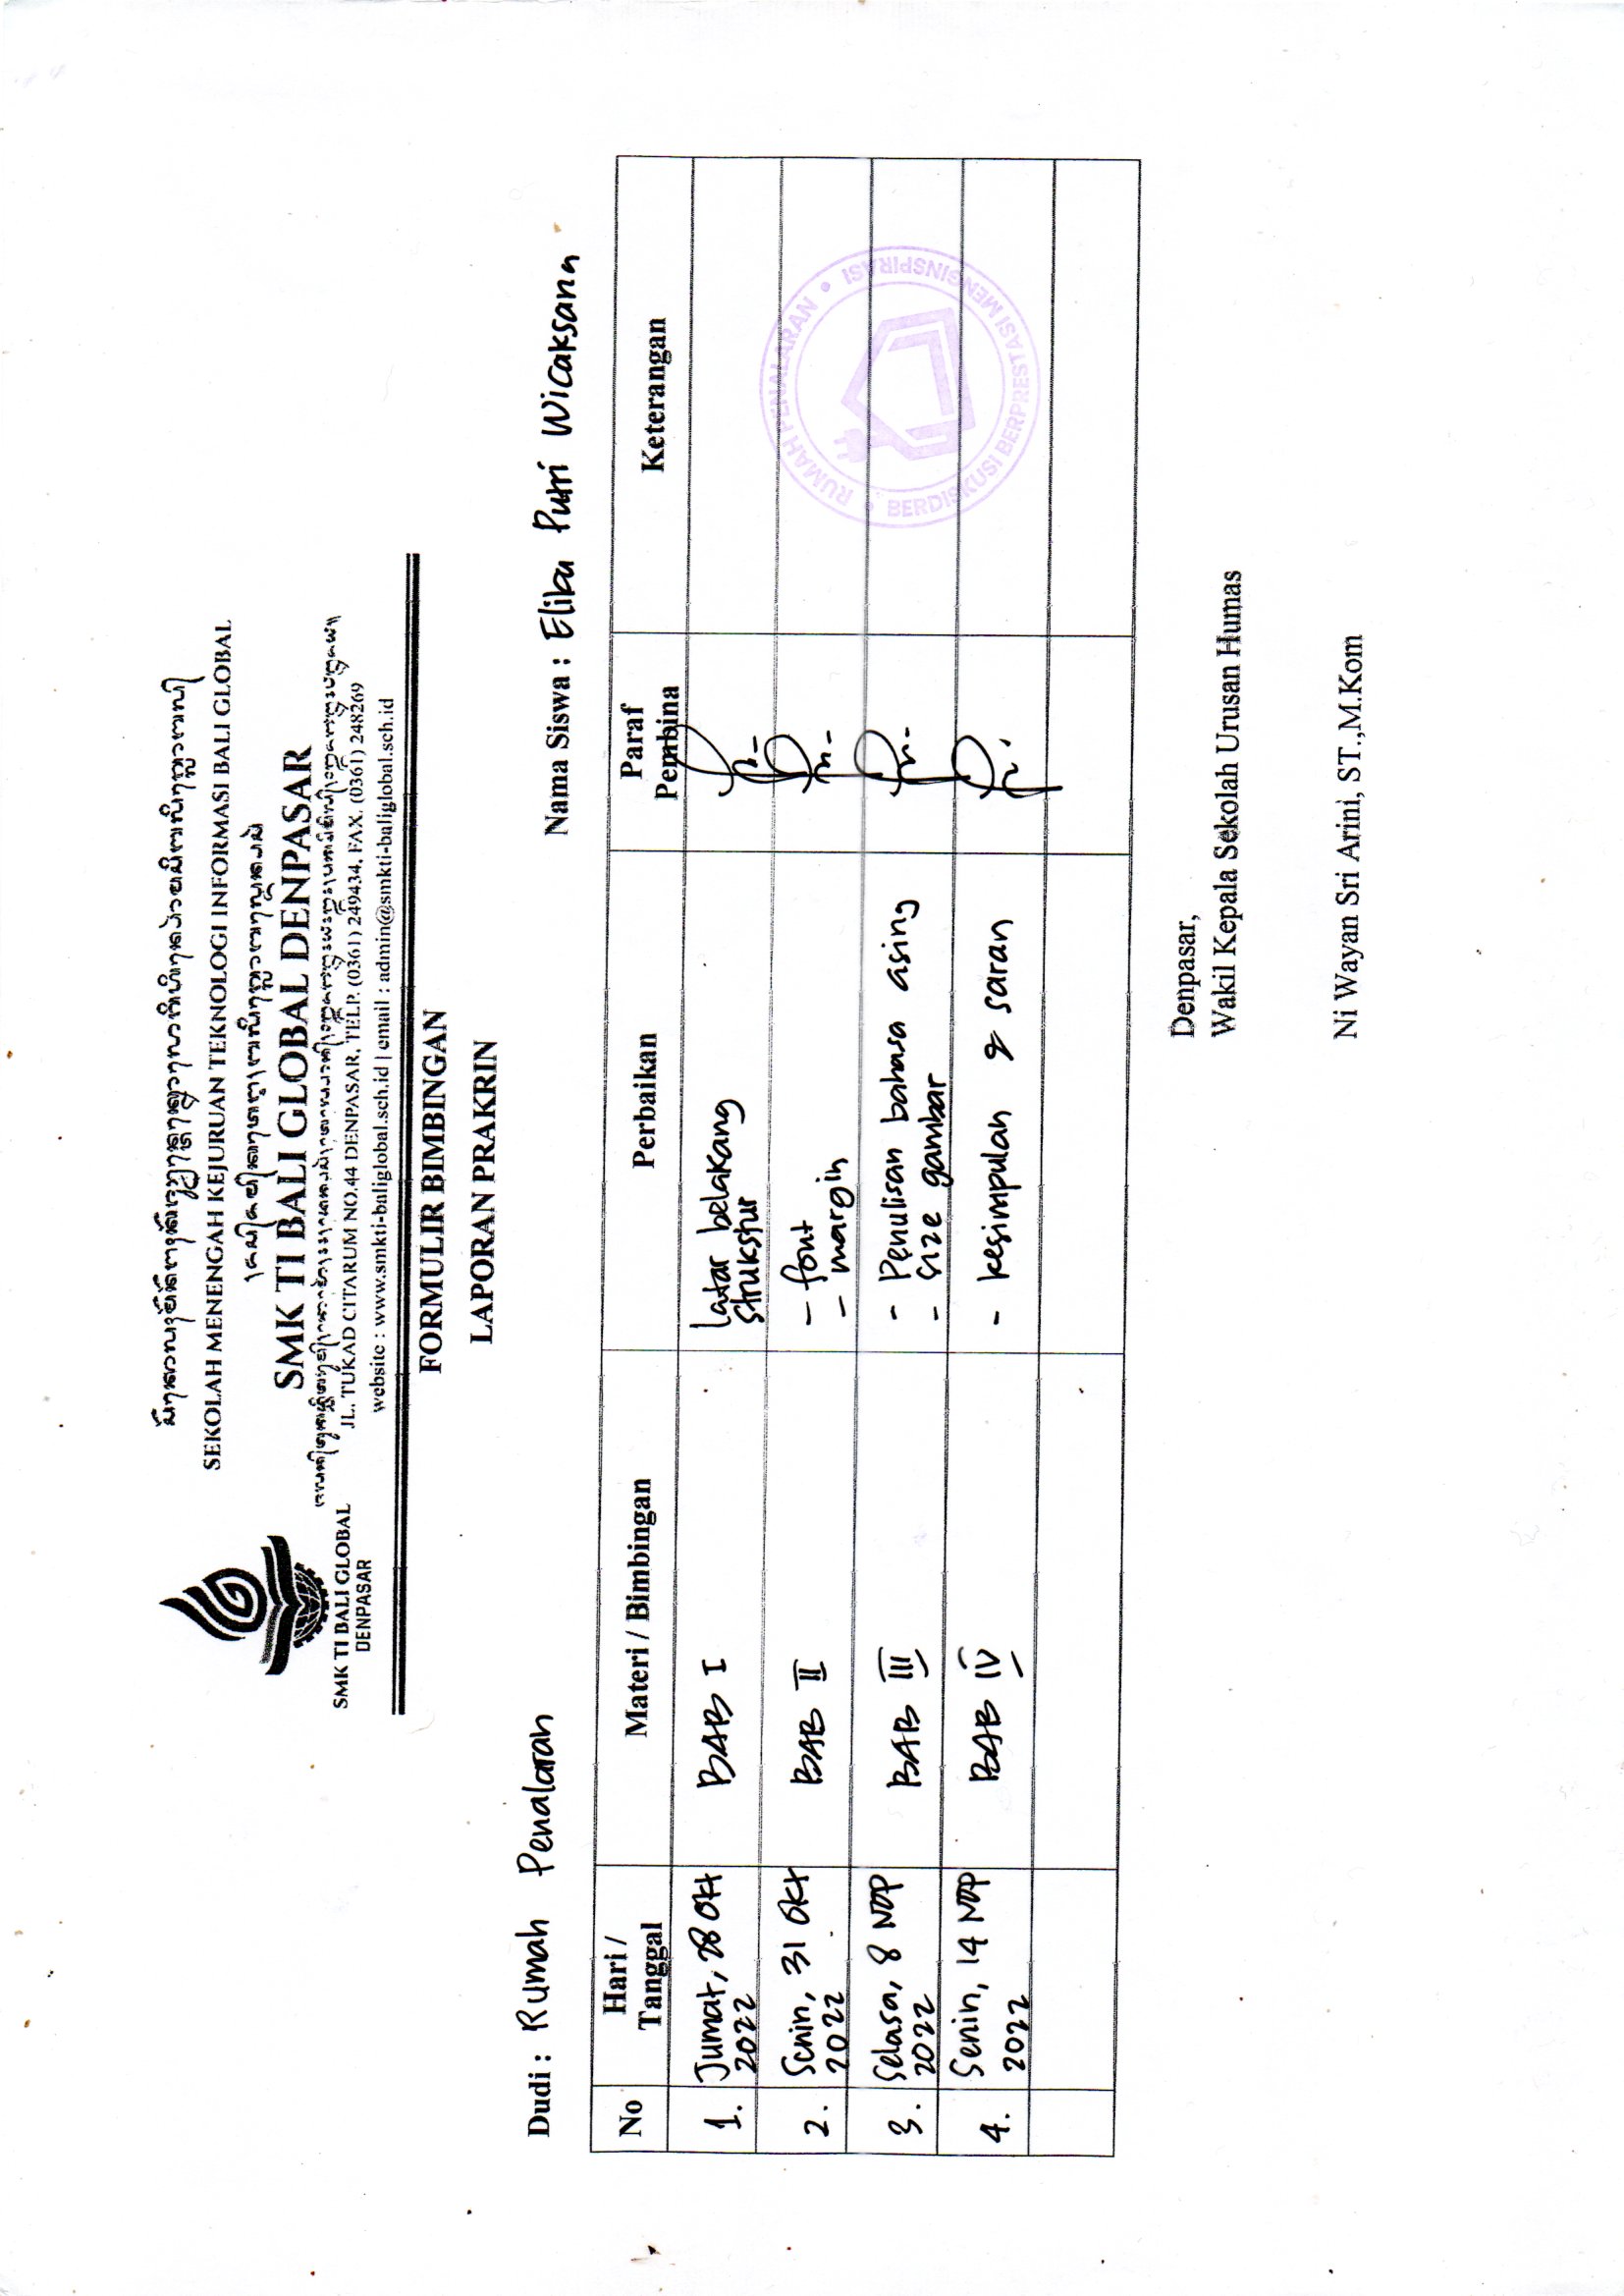 SEKOLAH MENENGAH KEJURUAN TEKNOLOGI INFORMASI BALI GLOBAL
SMK TI BALI GLOBAL DENPASAR
JL. TUKAD CITARUM NO.44 DENPASAR, TELP. (0361) 249434, FAX. (0361) 248269
website : www.smkti-baliglobal.sch.id | email : admin@smkti-baliglobal.sch.id
SMK TI BALI GLOBAL
DENPASAR
FORMULIR BIMBINGAN
LAPORAN PRAKRIN
Dudi : Rumah Penalaran
Nama Siswa : Elika Putri Wicaksana
No Hari / Tanggal Materi / Bimbingan Perbaikan Paraf Pembina Keterangan
1. Jumat, 28 Okt 2022 BAB I latar belakang
strukstur
2. Senin, 31 Okt 2022 BAB II - font
- margin
3. Selasa, 8 Nop 2022 BAB III - Penulisan bahasa asing
- size gambar
4. Senin, 14 Nop 2022 BAB IV - kesimpulan & saran
RUMAH PENALARAN
BERDISKUSI BERPRESTASI MENGINSPIRASI
Denpasar,
Wakil Kepala Sekolah Urusan Humas
Ni Wayan Sri Arini, ST.,M.Kom